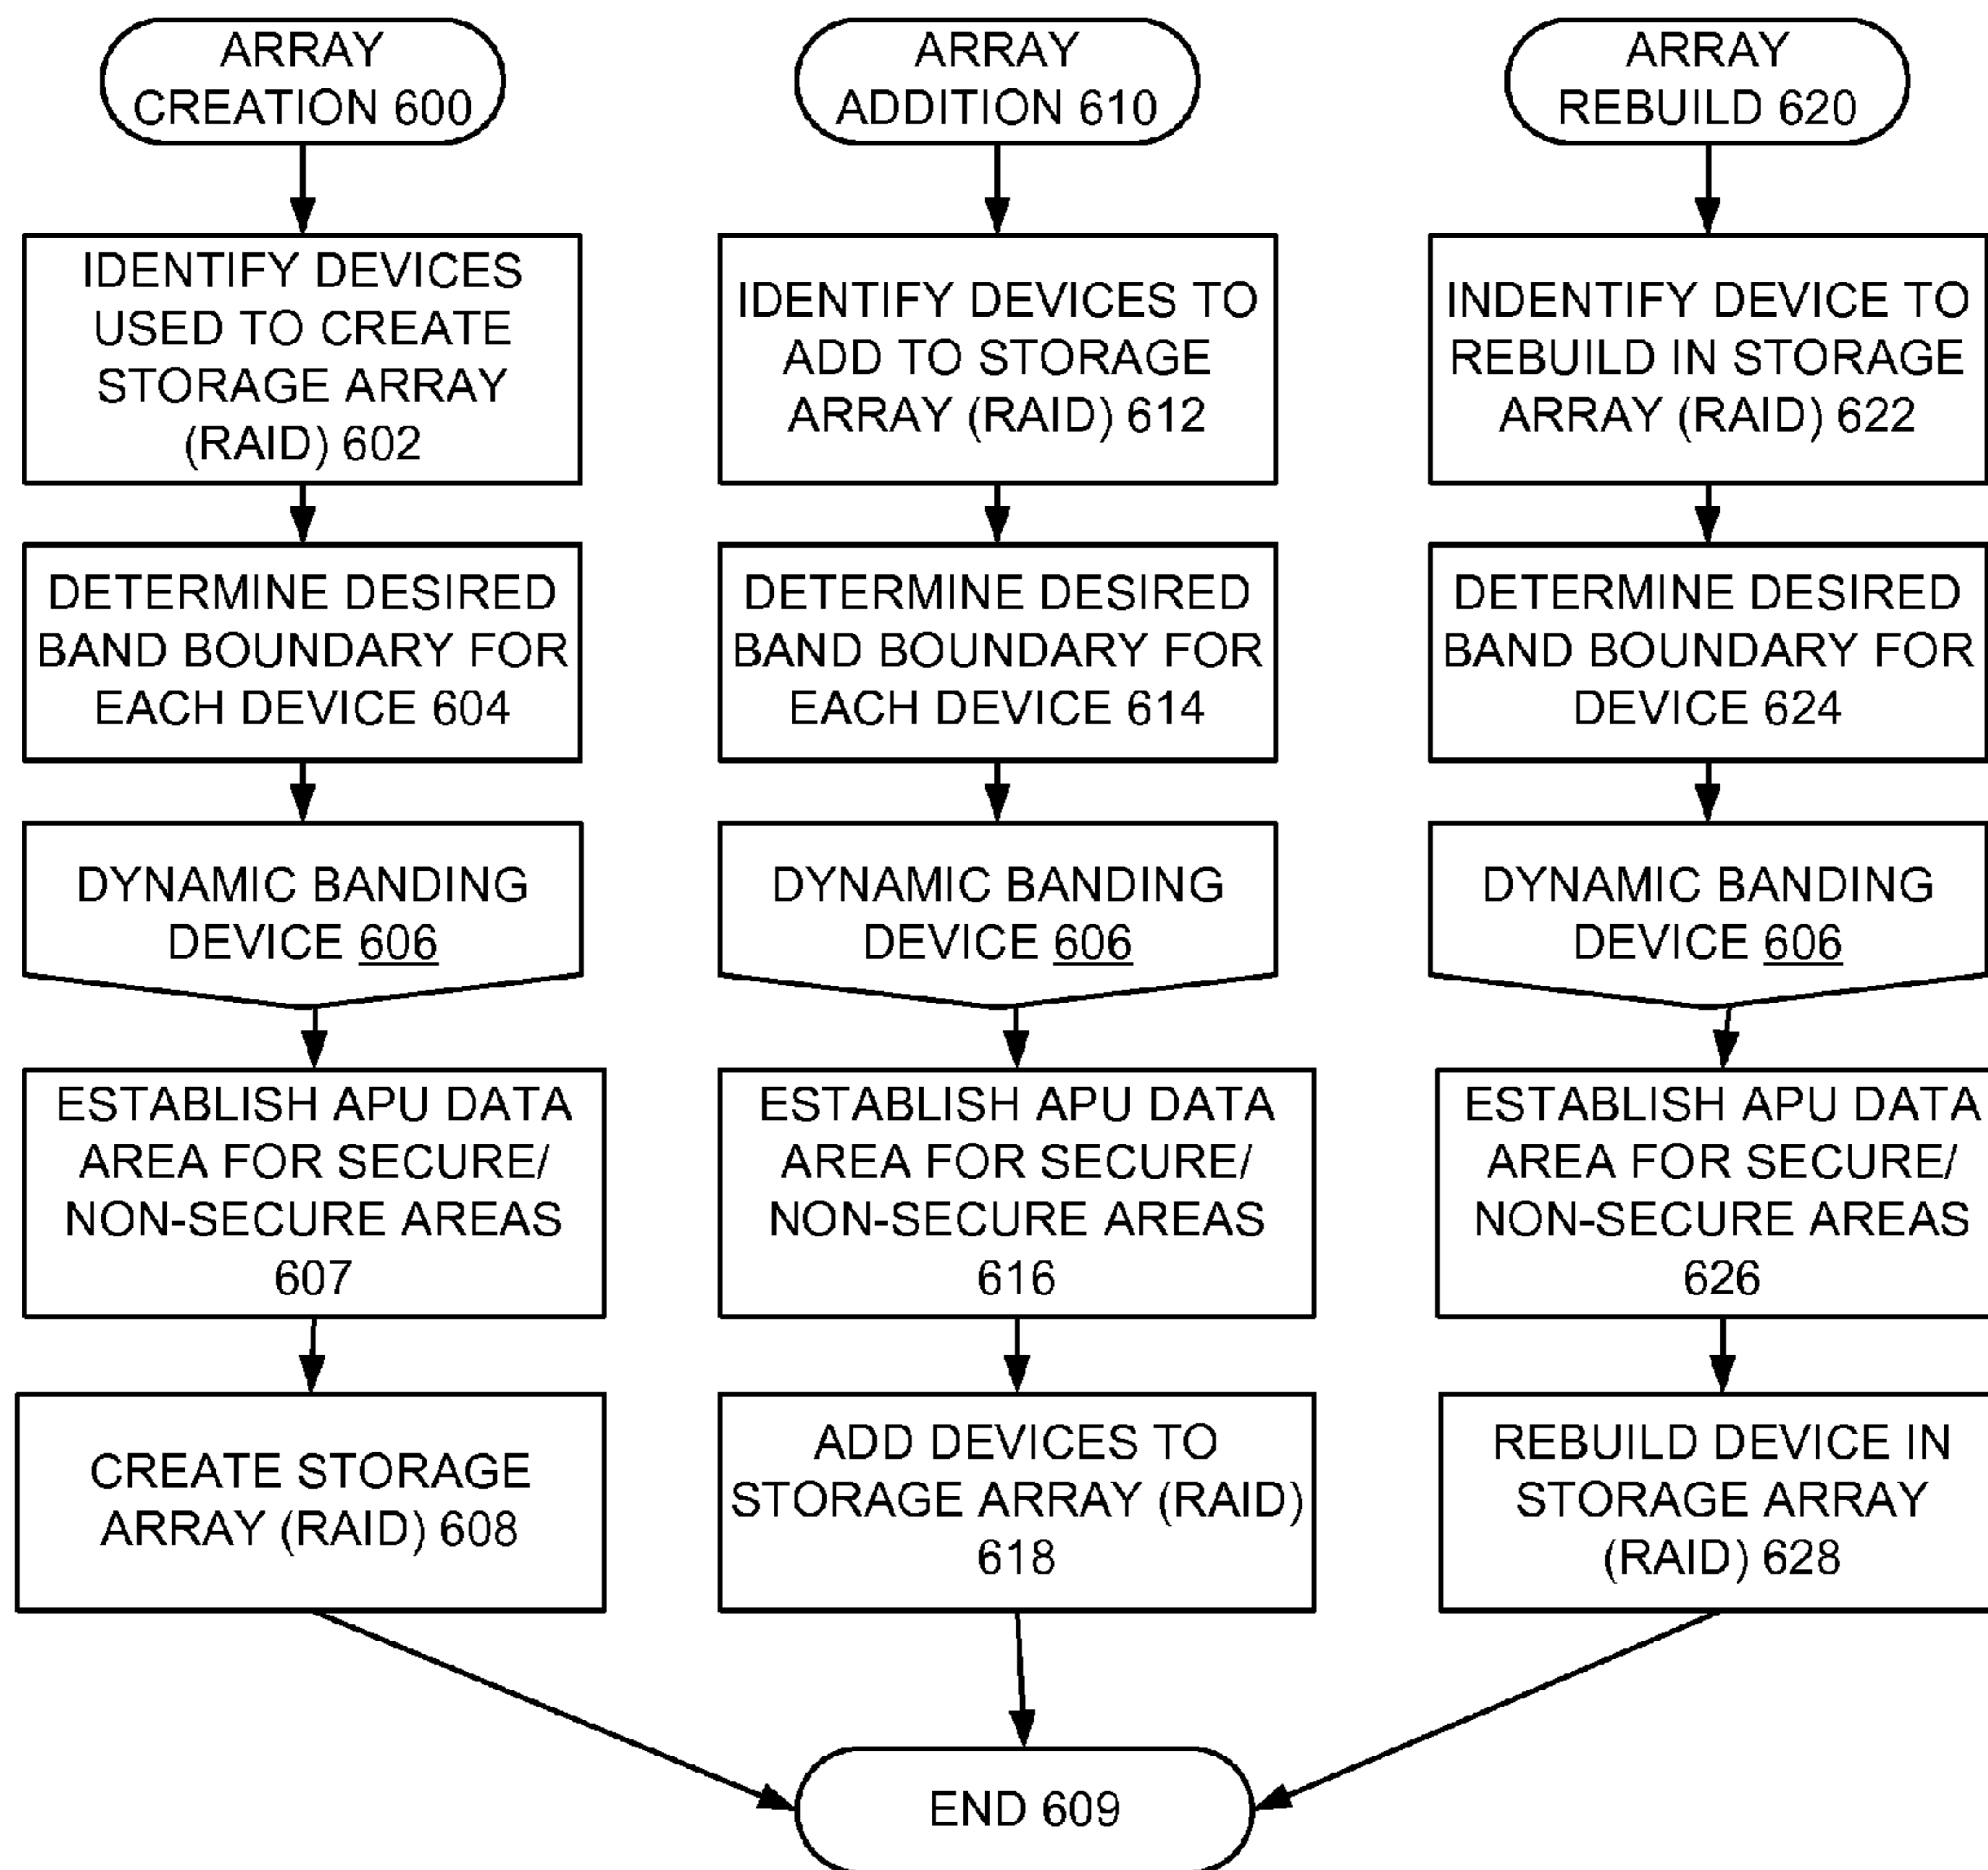 ARRAY
CREATION 600
IDENTIFY DEVICES
USED TO CREATE
STORAGE ARRAY
(RAID) 602
DETERMINE DESIRED
BAND BOUNDARY FOR
EACH DEVICE 604
DYNAMIC BANDING
DEVICE 606
ESTABLISH APU DATA
AREA FOR SECURE/
NON-SECURE AREAS
607
CREATE STORAGE
ARRAY (RAID) 608
ARRAY
ADDITION 610
IDENTIFY DEVICES TO
ADD TO STORAGE
ARRAY (RAID) 612
DETERMINE DESIRED
BAND BOUNDARY FOR
EACH DEVICE 614
DYNAMIC BANDING
DEVICE 606
ESTABLISH APU DATA
AREA FOR SECURE/
NON-SECURE AREAS
616
ADD DEVICES TO
STORAGE ARRAY (RAID)
618
ARRAY
REBUILD 620
INDENTIFY DEVICE TO
REBUILD IN STORAGE
ARRAY (RAID) 622
DETERMINE DESIRED
BAND BOUNDARY FOR
DEVICE 624
DYNAMIC BANDING
DEVICE 606
ESTABLISH APU DATA
AREA FOR SECURE/
NON-SECURE AREAS
626
REBUILD DEVICE IN
STORAGE ARRAY
(RAID) 628
END 609